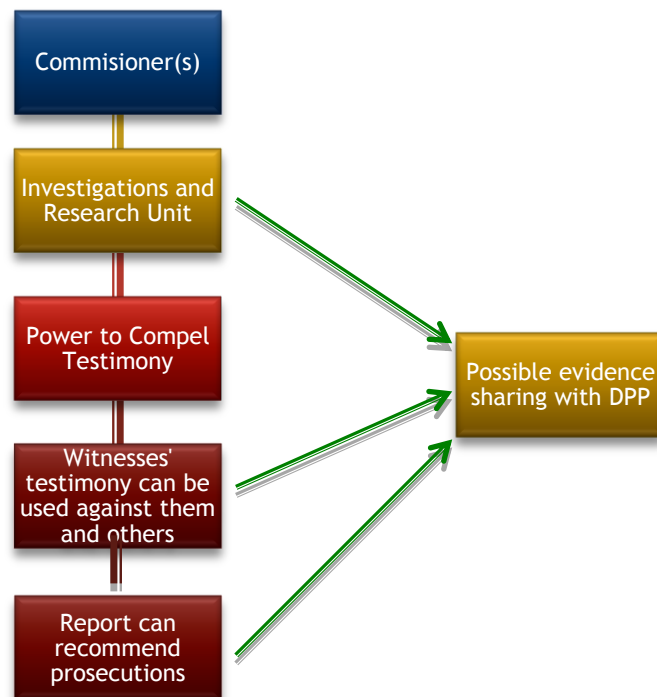 Commisioner(s)
Investigations and
Research Unit
Power to Compel
Testimony
Witnesses'
testimony can be
used against them
and others
Report can
recommend
prosecutions
Possible evidence
sharing with DPP